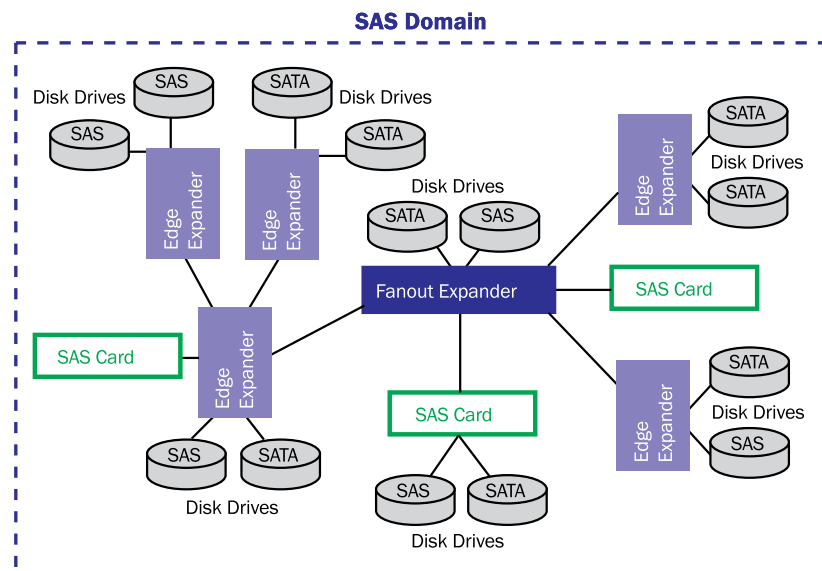 SAS Domain
SAS
SATA
Disk Drives
Disk Drives
SAS
SATA
SATA
Disk Drives
SATA
Edge
Expander
Edge
Expander
Edge
Expander
Disk Drives
SATA
SAS
Fanout Expander
SAS Card
SAS Card
Edge
Expander
SATA
Disk Drives
SAS
Edge
Expander
SAS Card
SAS
SATA
Disk Drives
SAS
SATA
Disk Drives